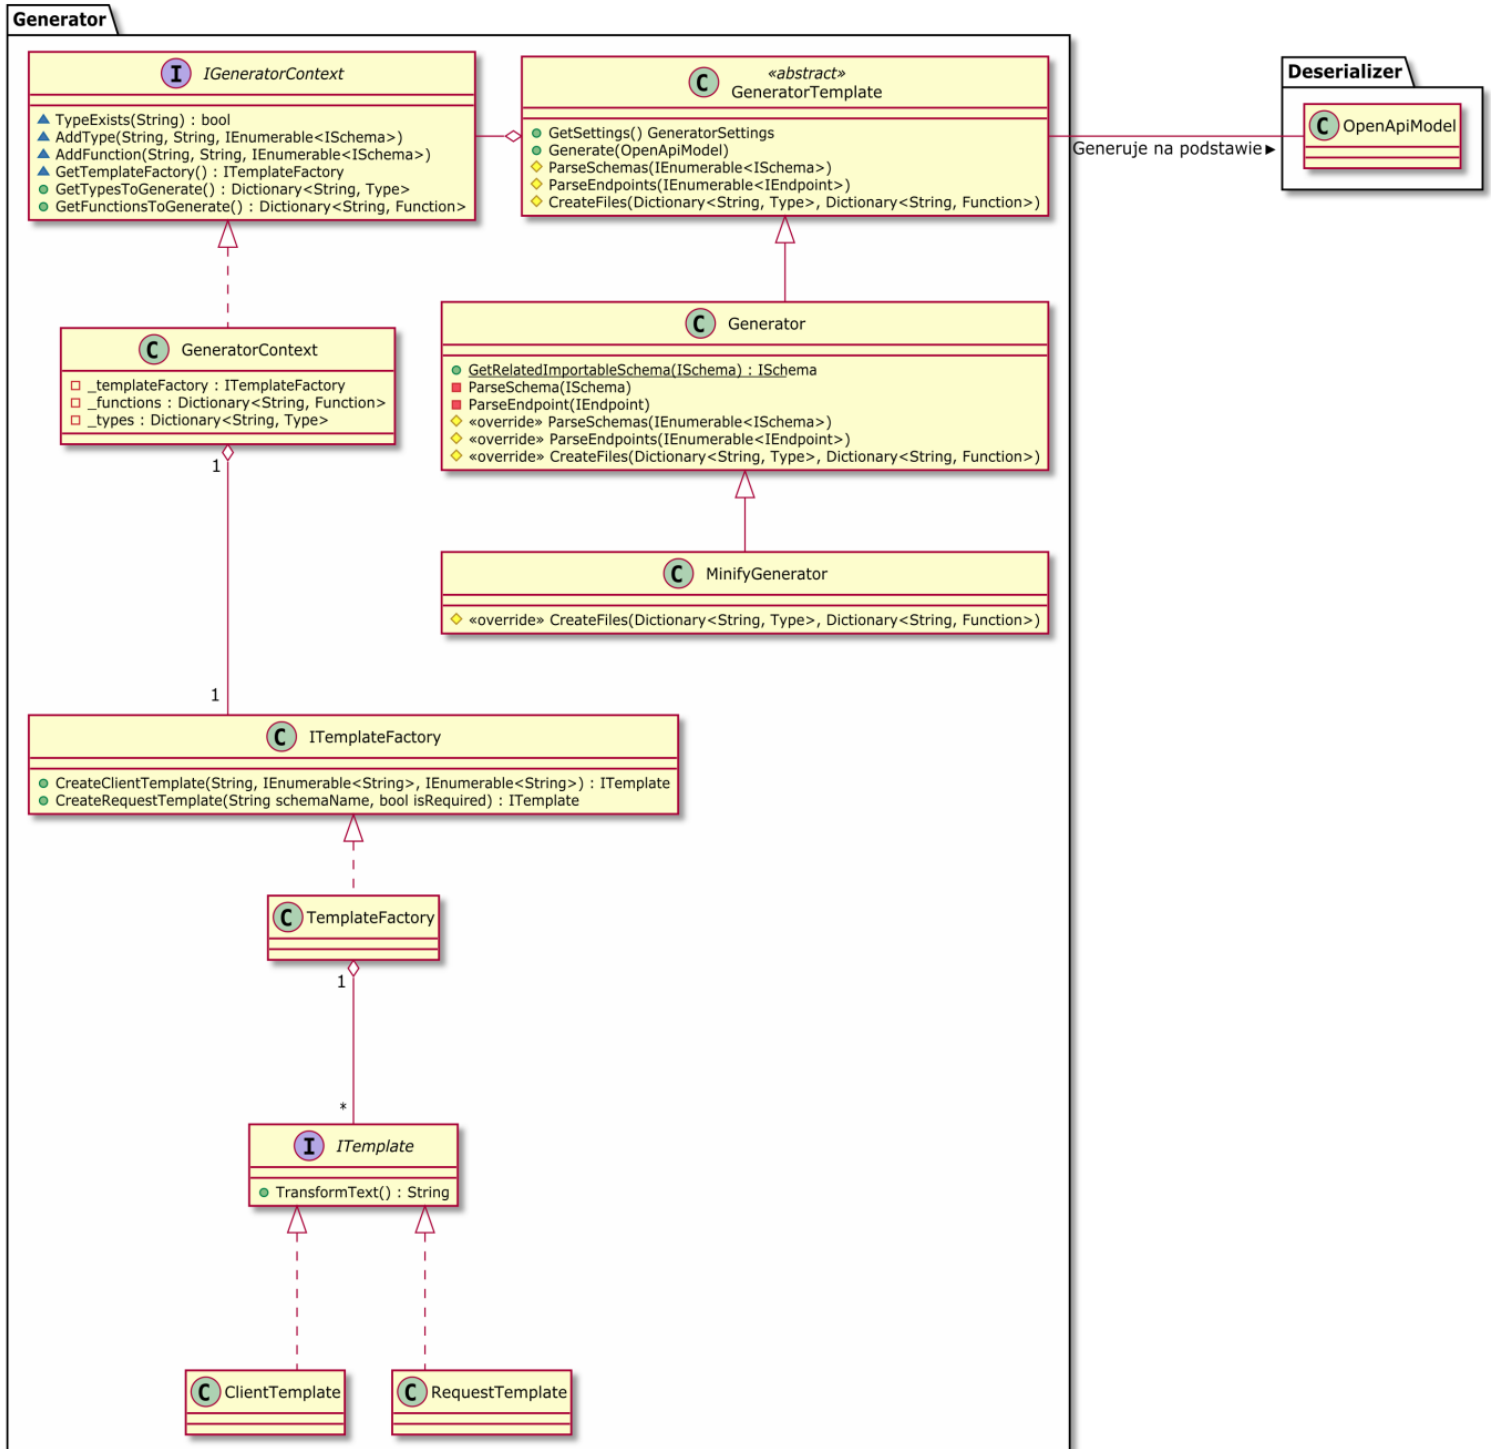 Generator
IGeneratorContext
TypeExists(String) : bool
AddType(String, String, IEnumerable<ISchema>)
AddFunction(String, String, IEnumerable<ISchema>)
GetTemplateFactory() : ITemplateFactory
GetTypesToGenerate() : Dictionary<String, Type>
GetFunctionsToGenerate() : Dictionary<String, Function>
«abstract»
GeneratorTemplate
GetSettings() GeneratorSettings
Generate(OpenApiModel)
ParseSchemas(IEnumerable<ISchema>)
ParseEndpoints(IEnumerable<IEndpoint>)
CreateFiles(Dictionary<String, Type>, Dictionary<String, Function>)
Generuje na podstawie ▶
Deserializer
OpenApiModel
GeneratorContext
_templateFactory : ITemplateFactory
_functions : Dictionary<String, Function>
_types : Dictionary<String, Type>
Generator
GetRelatedImportableSchema(ISchema) : ISchema
ParseSchema(ISchema)
ParseEndpoint(IEndpoint)
«override» ParseSchemas(IEnumerable<ISchema>)
«override» ParseEndpoints(IEnumerable<IEndpoint>)
«override» CreateFiles(Dictionary<String, Type>, Dictionary<String, Function>)
1
MinifyGenerator
«override» CreateFiles(Dictionary<String, Type>, Dictionary<String, Function>)
1
ITemplateFactory
CreateClientTemplate(String, IEnumerable<String>, IEnumerable<String>) : ITemplate
CreateRequestTemplate(String schemaName, bool isRequired) : ITemplate
TemplateFactory
1
*
ITemplate
TransformText() : String
ClientTemplate
RequestTemplate